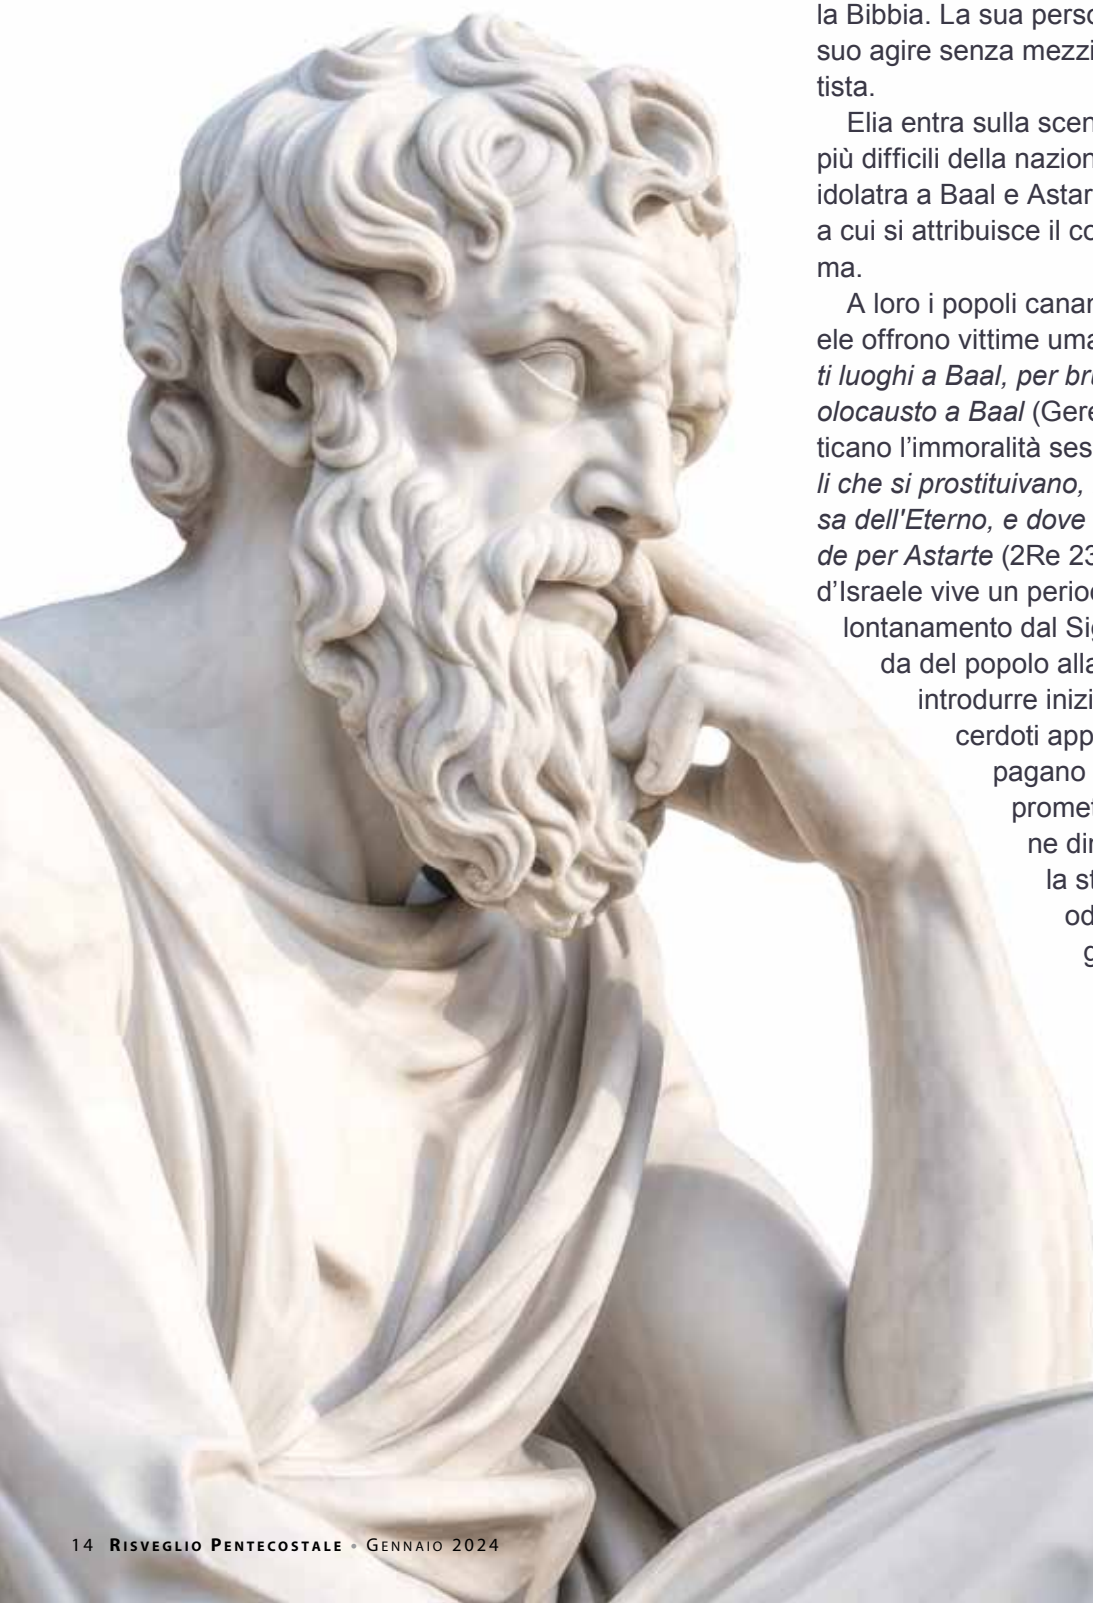 la Bibbia. La sua perso
suo agire senza mezzi
tista.
Elia entra sulla scen
più difficili della nazion
idolatra a Baal e Astar
a cui si attribuisce il co
ma.
A loro i popoli canan
ele offrono vittime uma
ti luoghi a Baal, per bru
olocausto a Baal (Gere
ticano l’immoralità ses
li che si prostituivano,
sa dell'Eterno, e dove
de per Astarte (2Re 23
d’Israele vive un period
lontanamento dal Sig
da del popolo alla
introdurre inizi
cerdoti app
pagano
promet
ne dir
la st
od
g
14 RISVEGLIO PENTECOSTALE • GENNAIO 2024